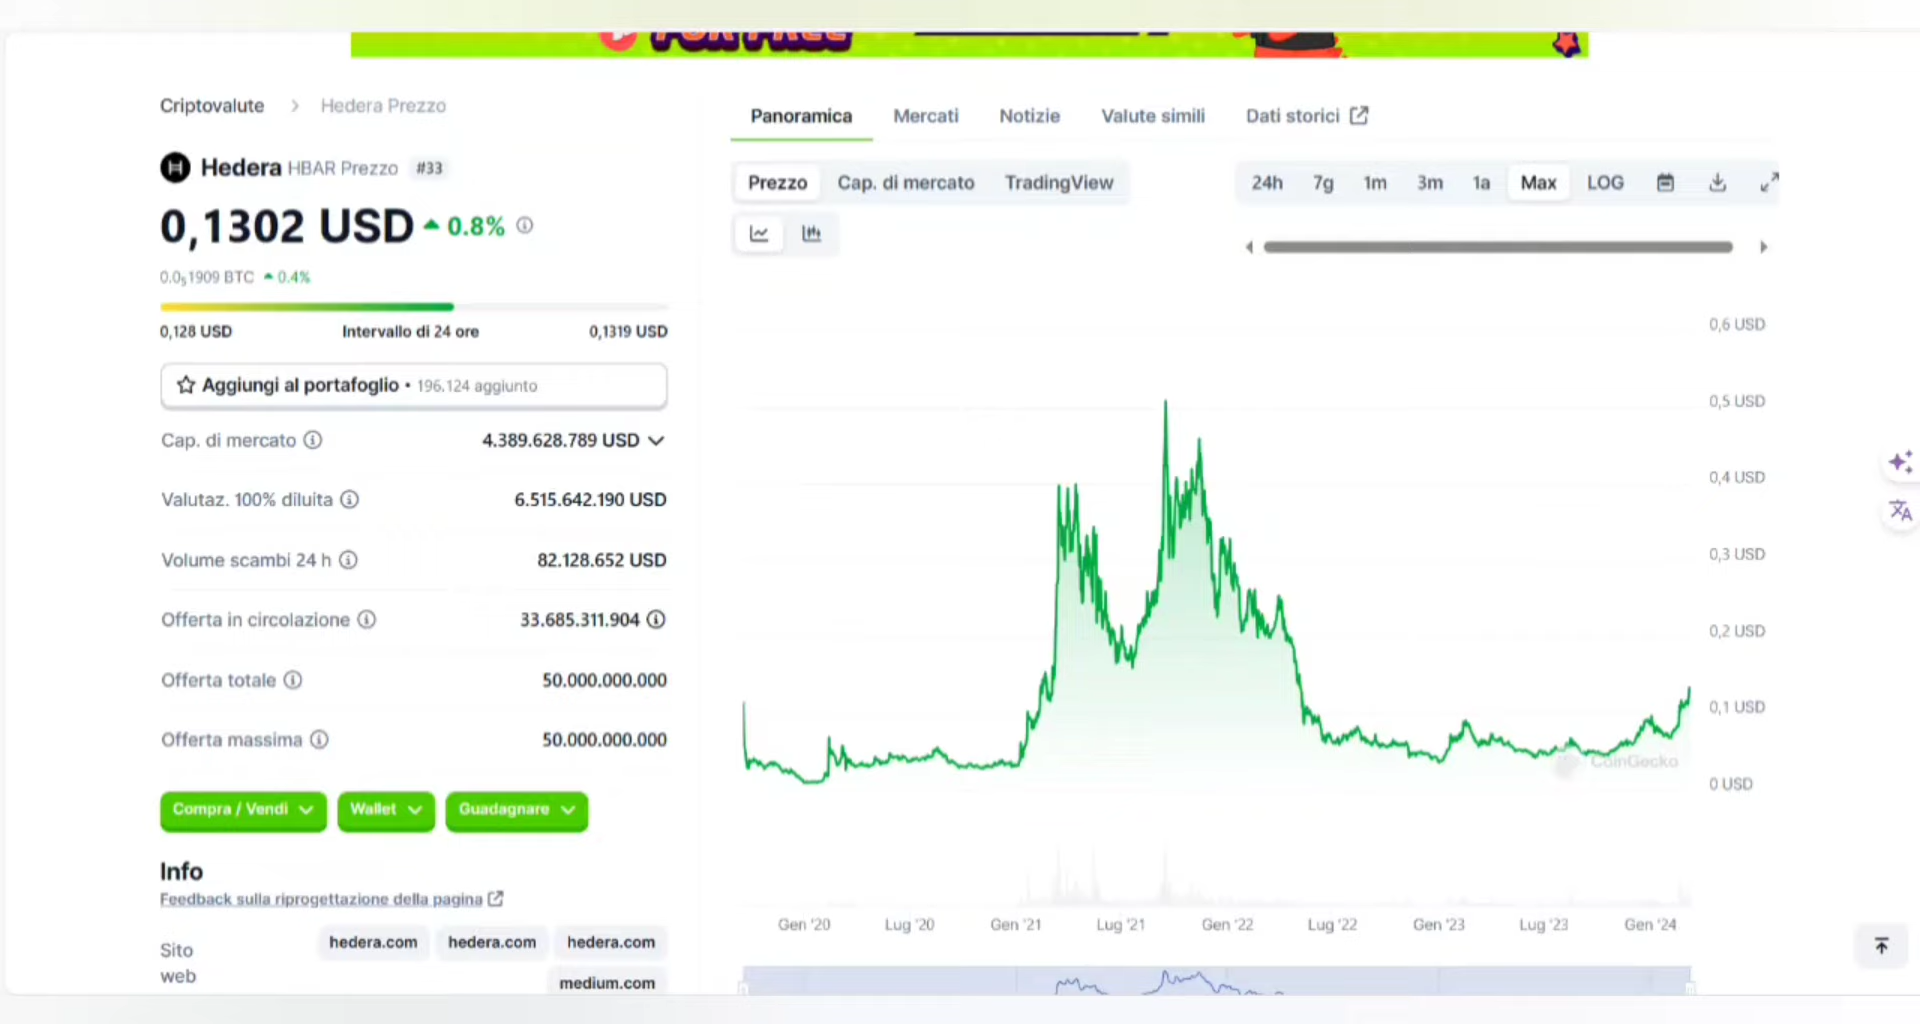 FOR FREE
Criptovalute > Hedera Prezzo
Hedera HBAR Prezzo #33
0,1302 USD 0.8%
0.0₅1909 BTC 0.4%
0,128 USD Intervallo di 24 ore 0,1319 USD
Aggiungi al portafoglio • 196.124 aggiunto
Cap. di mercato 4.389.628.789 USD
Valutaz. 100% diluita 6.515.642.190 USD
Volume scambi 24 h 82.128.652 USD
Offerta in circolazione 33.685.311.904
Offerta totale 50.000.000.000
Offerta massima 50.000.000.000
Compra / Vendi Wallet Guadagnare
Info
Feedback sulla riprogettazione della pagina
Sito web hedera.com hedera.com hedera.com
medium.com
Panoramica Mercati Notizie Valute simili Dati storici
Prezzo Cap. di mercato TradingView
24h 7g 1m 3m 1a Max LOG
0,6 USD
0,5 USD
0,4 USD
0,3 USD
0,2 USD
0,1 USD
CoinGecko
0 USD
Gen '20 Lug '20 Gen '21 Lug '21 Gen '22 Lug '22 Gen '23 Lug '23 Gen '24